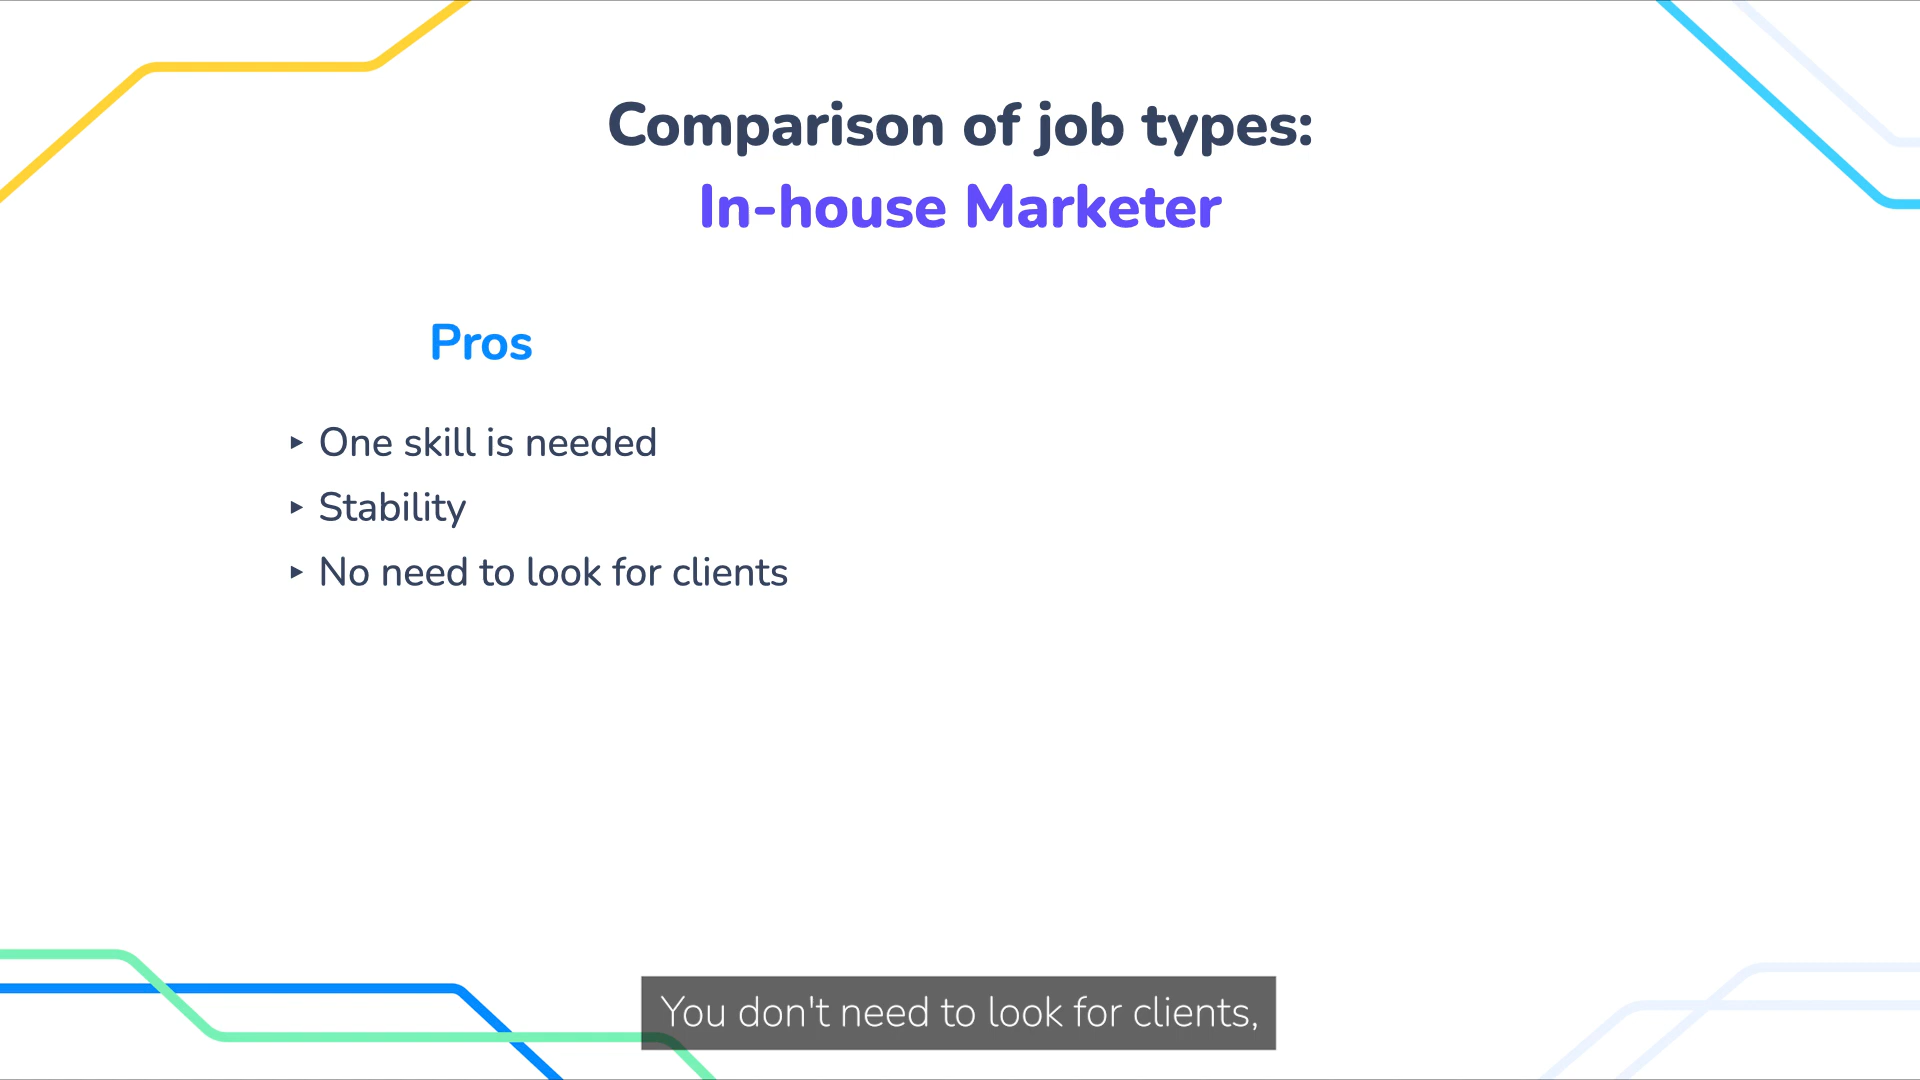 Comparison of job types:
In-house Marketer
Pros
‣ One skill is needed
‣ Stability
‣ No need to look for clients
You don't need to look for clients,